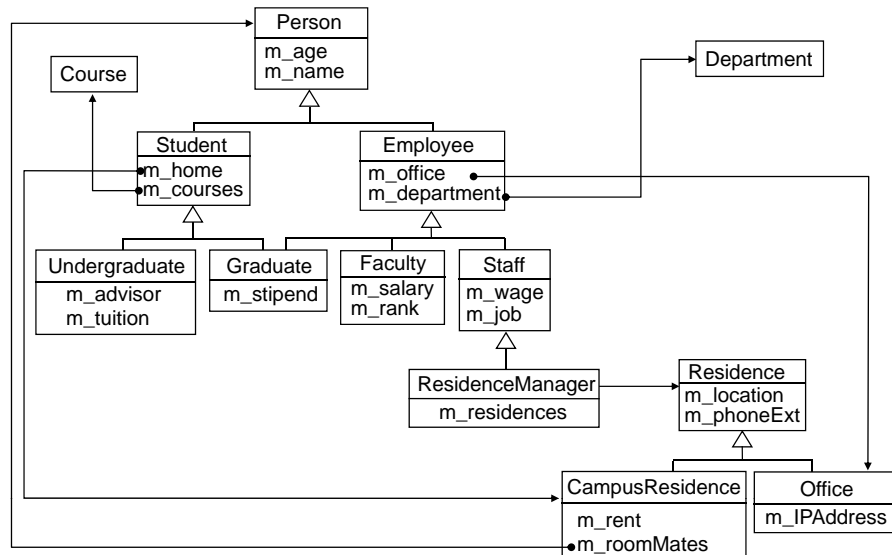 Person
m_age
m_name
Course
Department
Student
m_home
m_courses
Employee
m_office
m_department
Undergraduate
m_advisor
m_tuition
Graduate
m_stipend
Faculty
m_salary
m_rank
Staff
m_wage
m_job
ResidenceManager
m_residences
Residence
m_location
m_phoneExt
CampusResidence
m_rent
m_roomMates
Office
m_IPAddress